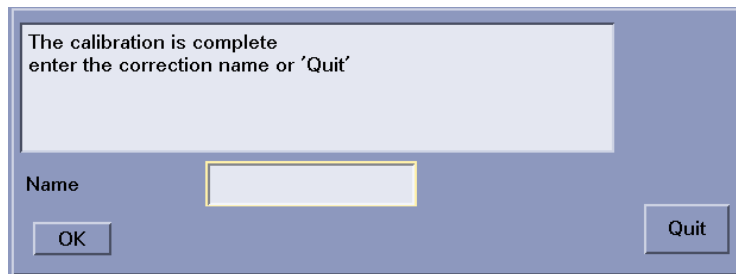 The calibration is complete
enter the correction name or 'Quit'
Name
OK
Quit